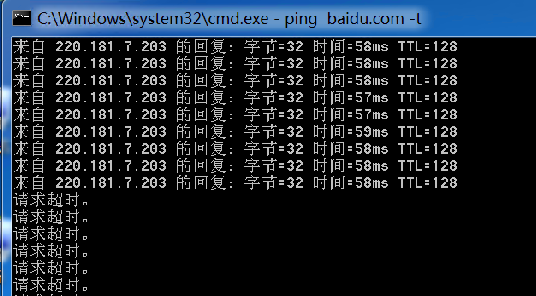 C:\Windows\system32\cmd.exe - ping baidu.com -t
来自 220.181.7.203 的回复: 字节=32 时间=58ms TTL=128
来自 220.181.7.203 的回复: 字节=32 时间=58ms TTL=128
来自 220.181.7.203 的回复: 字节=32 时间=58ms TTL=128
来自 220.181.7.203 的回复: 字节=32 时间=57ms TTL=128
来自 220.181.7.203 的回复: 字节=32 时间=57ms TTL=128
来自 220.181.7.203 的回复: 字节=32 时间=59ms TTL=128
来自 220.181.7.203 的回复: 字节=32 时间=58ms TTL=128
来自 220.181.7.203 的回复: 字节=32 时间=58ms TTL=128
来自 220.181.7.203 的回复: 字节=32 时间=58ms TTL=128
请求超时。
请求超时。
请求超时。
请求超时。
请求超时。
请求超时。